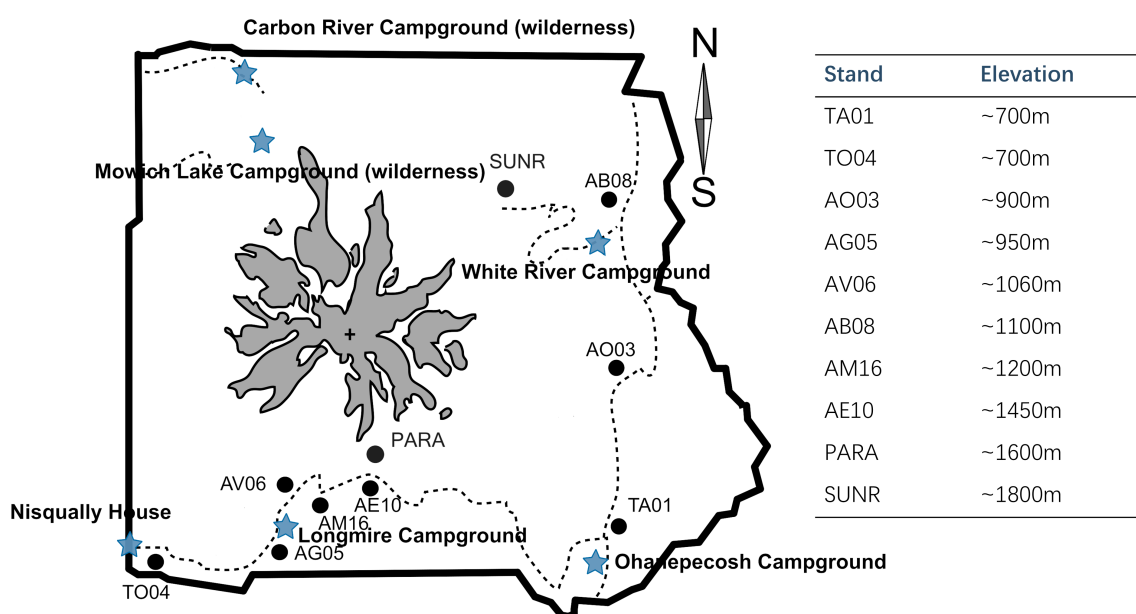 Carbon River Campground (wilderness)
N
S
Mowich Lake Campground (wilderness)
SUNR
AB08
White River Campground
+
AO03
PARA
AV06
AE10
AM16
Nisqually House
Longmire Campground
AG05
TA01
Ohanepecosh Campground
TO04
Stand Elevation
TA01 ~700m
TO04 ~700m
AO03 ~900m
AG05 ~950m
AV06 ~1060m
AB08 ~1100m
AM16 ~1200m
AE10 ~1450m
PARA ~1600m
SUNR ~1800m